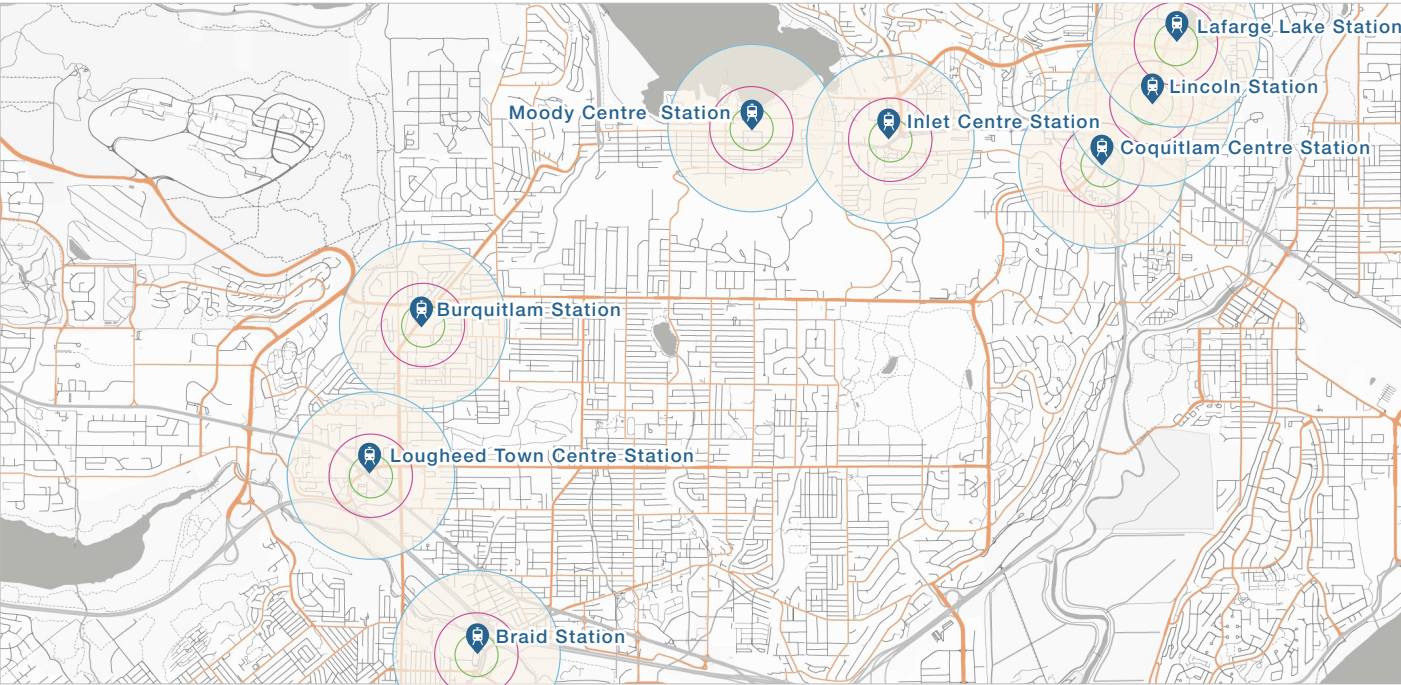 Lafarge Lake Station
Lincoln Station
Moody Centre Station
Inlet Centre Station
Coquitlam Centre Station
Burquitlam Station
Lougheed Town Centre Station
Braid Station